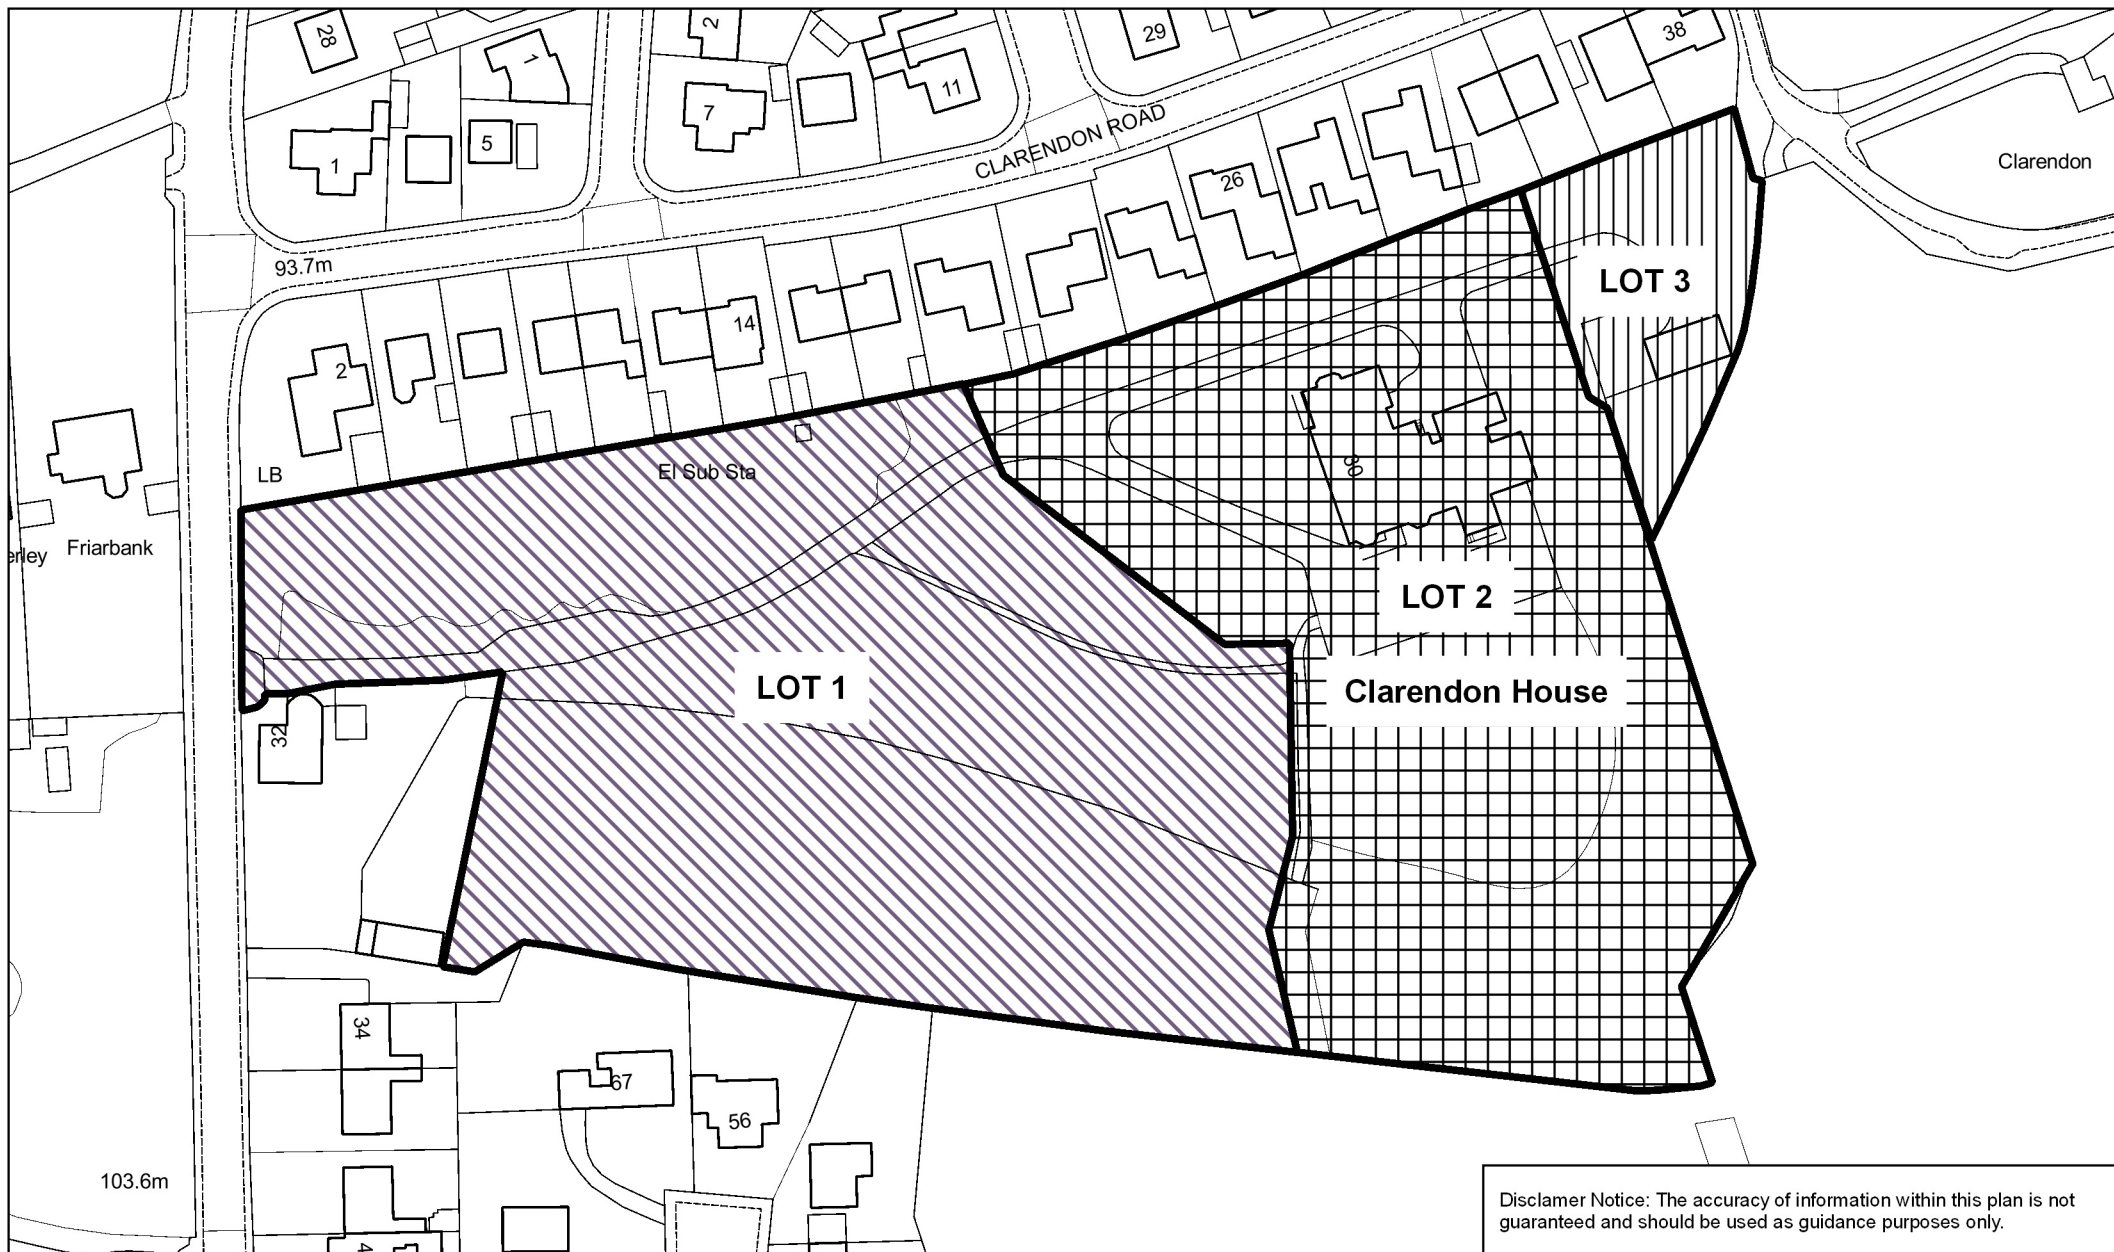 28
1
2
29
38
7
11
1
5
CLARENDON ROAD
Clarendon
26
93.7m
LOT 3
14
2
LB
El Sub Sta
30
erley
Friarbank
LOT 2
LOT 1
Clarendon House
32
34
67
56
103.6m
4
Disclamer Notice: The accuracy of information within this plan is not
guaranteed and should be used as guidance purposes only.